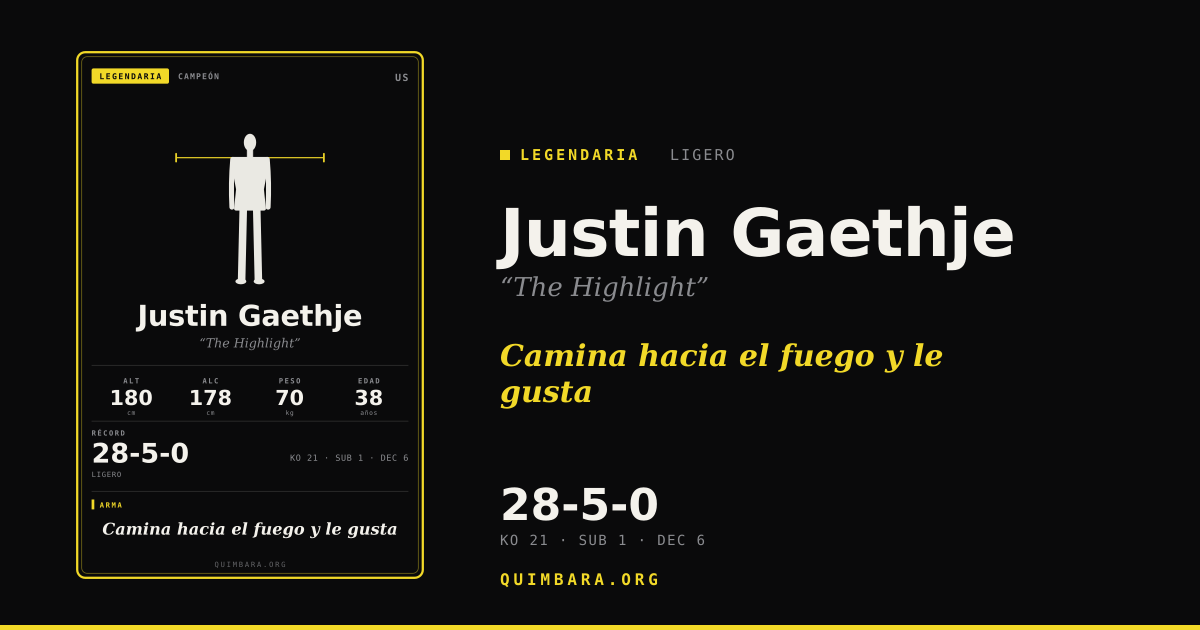 LEGENDARIA CAMPEÓN US
Justin Gaethje
“The Highlight”
ALT ALC PESO EDAD
180 178 70 38
cm cm kg años
RÉCORD
28-5-0
KO 21 · SUB 1 · DEC 6
LIGERO
ARMA
Camina hacia el fuego y le gusta
QUIMBARA.ORG
LEGENDARIA LIGERO
Justin Gaethje
“The Highlight”
Camina hacia el fuego y le
gusta
28-5-0
KO 21 · SUB 1 · DEC 6
QUIMBARA.ORG